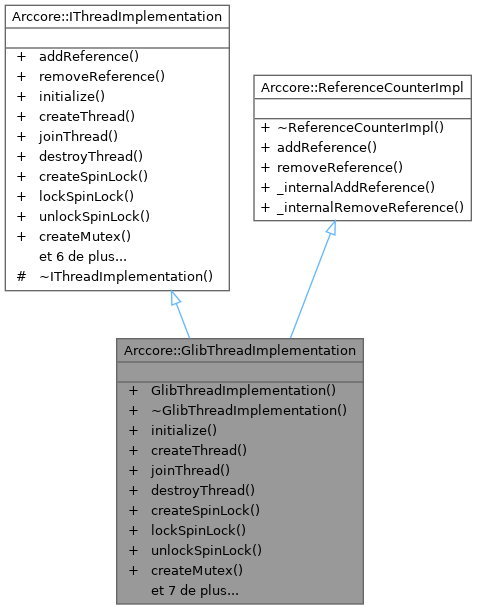 Arccore::IThreadImplementation
+ addReference()
+ removeReference()
+ initialize()
+ createThread()
+ joinThread()
+ destroyThread()
+ createSpinLock()
+ lockSpinLock()
+ unlockSpinLock()
+ createMutex()
et 6 de plus...
# ~IThreadImplementation()
Arccore::ReferenceCounterImpl
+ ~ReferenceCounterImpl()
+ addReference()
+ removeReference()
+ _internalAddReference()
+ _internalRemoveReference()
Arccore::GlibThreadImplementation
+ GlibThreadImplementation()
+ ~GlibThreadImplementation()
+ initialize()
+ createThread()
+ joinThread()
+ destroyThread()
+ createSpinLock()
+ lockSpinLock()
+ unlockSpinLock()
+ createMutex()
et 7 de plus...